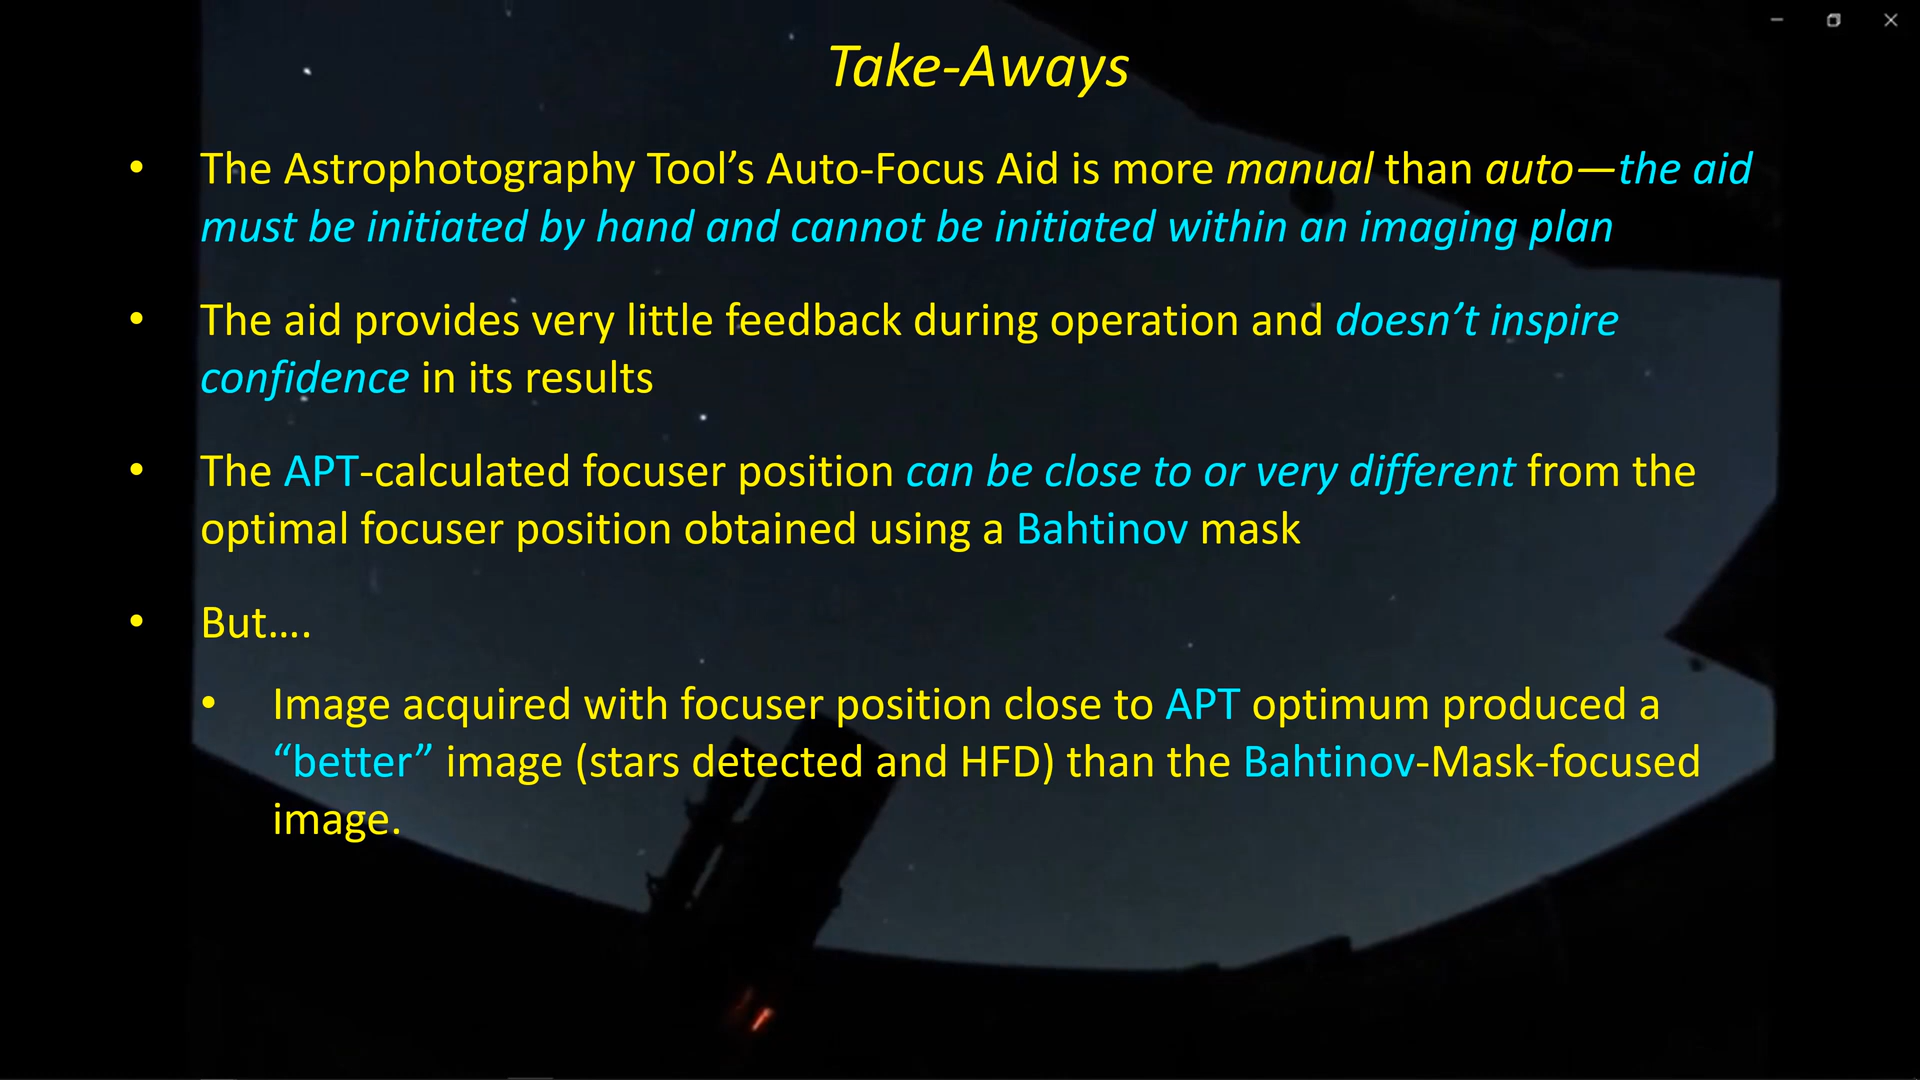 Take-Aways
• The Astrophotography Tool’s Auto-Focus Aid is more manual than auto—the aid
must be initiated by hand and cannot be initiated within an imaging plan
• The aid provides very little feedback during operation and doesn’t inspire
confidence in its results
• The APT-calculated focuser position can be close to or very different from the
optimal focuser position obtained using a Bahtinov mask
• But….
• Image acquired with focuser position close to APT optimum produced a
“better” image (stars detected and HFD) than the Bahtinov-Mask-focused
image.